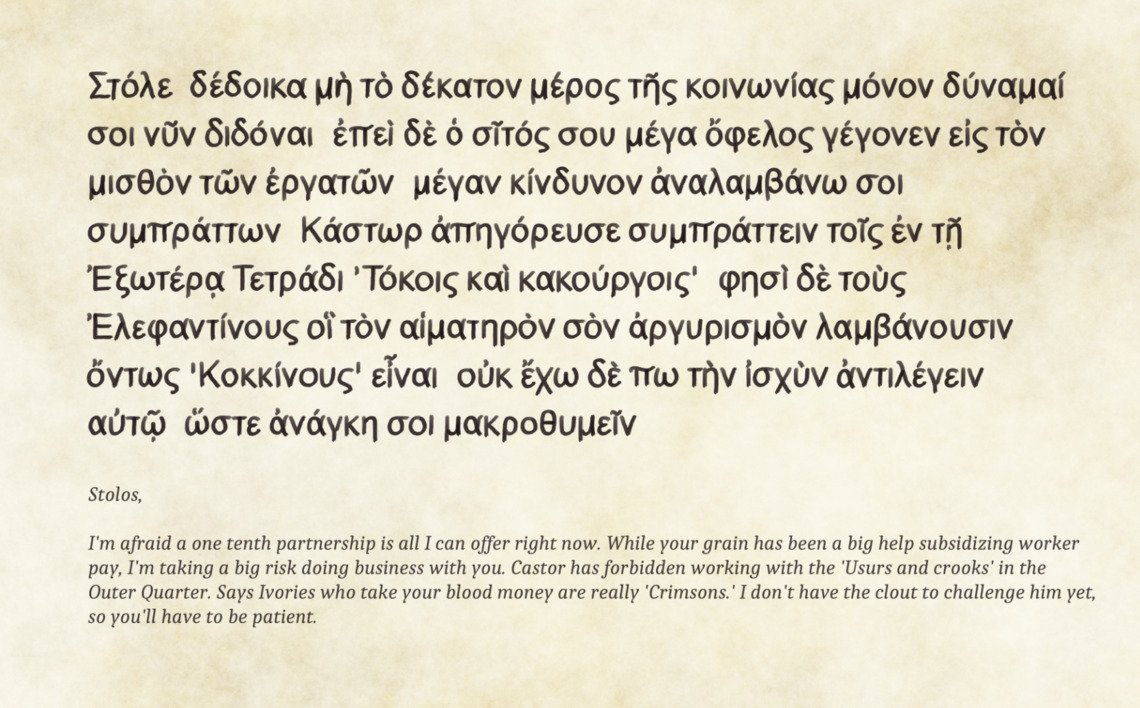 Στόλε δέδοικα μὴ τὸ δέκατον μέρος τῆς κοινωνίας μόνον δύναμαί
σοι νῦν διδόναι ἐπεὶ δὲ ὁ σῖτός σου μέγα ὄφελος γέγονεν εἰς τὸν
μισθὸν τῶν ἐργατῶν μέγαν κίνδυνον ἀναλαμβάνω σοι
συμπράττων Κάστωρ ἀπηγόρευσε συμπράττειν τοῖς ἐν τῇ
Ἐξωτέρᾳ Τετράδι 'Τόκοις καὶ κακούργοις' φησὶ δὲ τοὺς
Ἐλεφαντίνους οἳ τὸν αἱματηρὸν σὸν ἀργυρισμὸν λαμβάνουσιν
ὄντως 'Κοκκίνους' εἶναι οὐκ ἔχω δὲ πω τὴν ἰσχὺν ἀντιλέγειν
αὐτῷ ὥστε ἀνάγκη σοι μακροθυμεῖν
Stolos,
I'm afraid a one tenth partnership is all I can offer right now. While your grain has been a big help subsidizing worker
pay, I'm taking a big risk doing business with you. Castor has forbidden working with the 'Usurs and crooks' in the
Outer Quarter. Says Ivories who take your blood money are really 'Crimsons.' I don't have the clout to challenge him yet,
so you'll have to be patient.